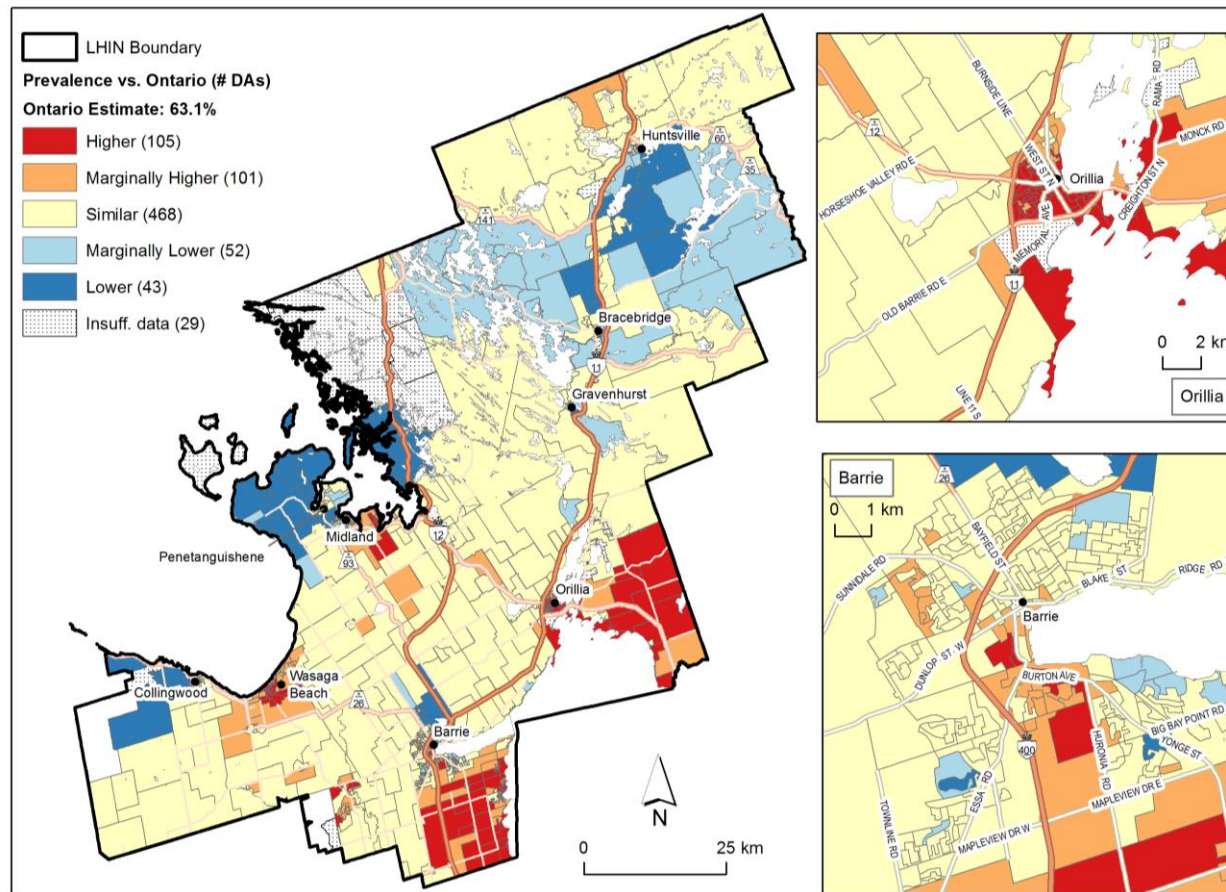 LHIN Boundary
Prevalence vs. Ontario (# DAs)
Ontario Estimate: 63.1%
Higher (105)
Marginally Higher (101)
Similar (468)
Marginally Lower (52)
Lower (43)
Insuff. data (29)
Huntsville
60
35
141
Bracebridge
11
Gravenhurst
Midland
12
Penetanguishene
93
Orillia
Collingwood
Wasaga
Beach
26
Barrie
N
0 25 km
BURNSIDE LINE
RAMA RD
12
MONCK RD
WEST ST N
HORSESHOE VALLEY RD E
Orillia
CREIGHTON ST N
MEMORIAL AVE
11
OLD BARRIE RD E
LINE 11 S
0 2 km
Orillia
Barrie
26
0 1 km
BAYFIELD ST
SUNNIDALE RD
BLAKE ST
RIDGE RD
Barrie
DUNLOP ST W
BURTON AVE
BIG BAY POINT RD
YONGE ST
HURONIA RD
400
ESSA RD
TOWNLINE RD
MAPLEVIEW DR E
MAPLEVIEW DR W